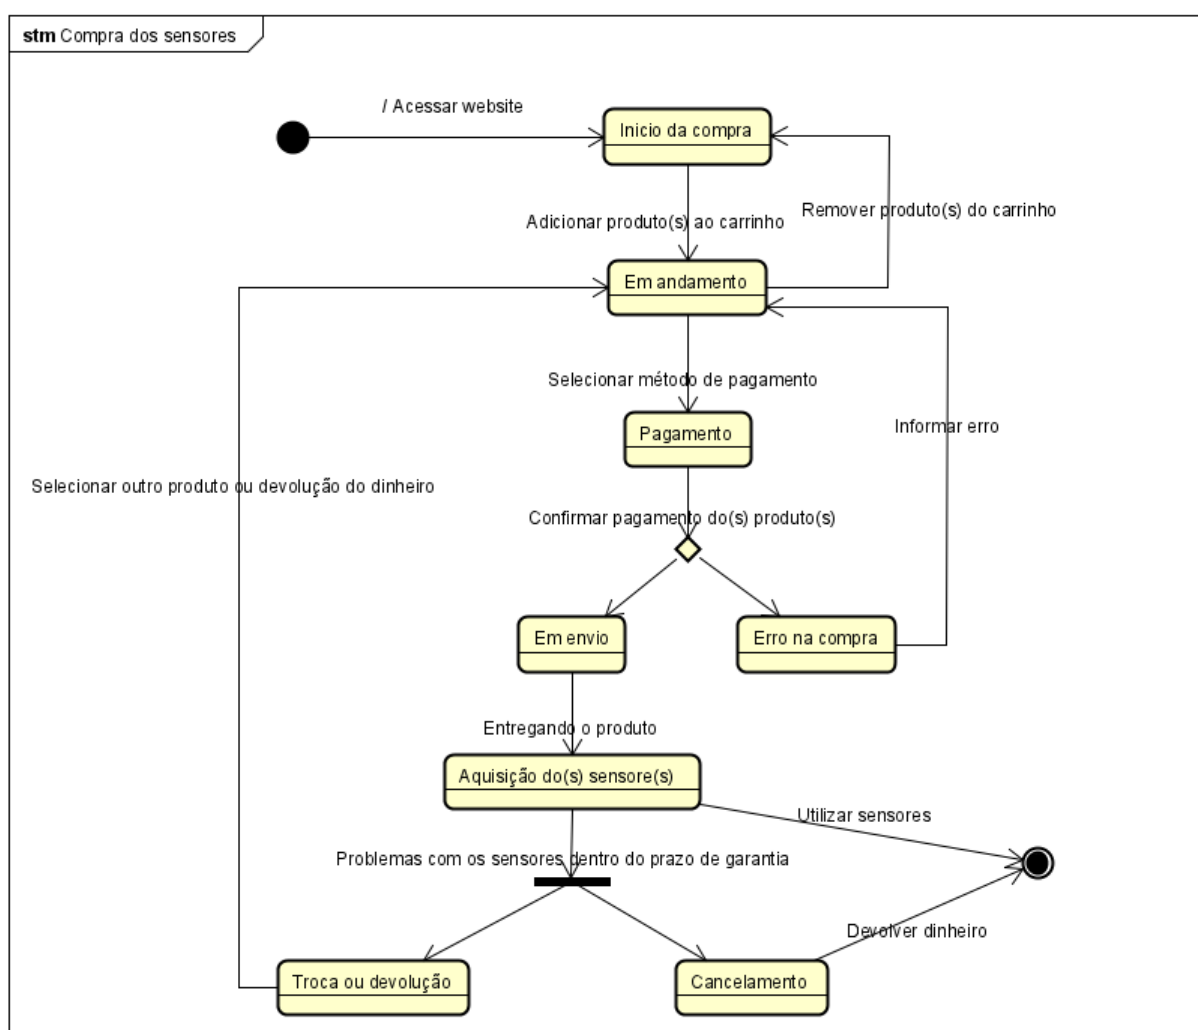 stm Compra dos sensores
/ Acessar website
Inicio da compra
Remover produto(s) do carrinho
Adicionar produto(s) ao carrinho
Em andamento
Selecionar método de pagamento
Informar erro
Pagamento
Selecionar outro produto ou devolução do dinheiro
Confirmar pagamento do(s) produto(s)
Em envio
Erro na compra
Entregando o produto
Aquisição do(s) sensore(s)
Utilizar sensores
Problemas com os sensores dentro do prazo de garantia
Devolver dinheiro
Troca ou devolução
Cancelamento